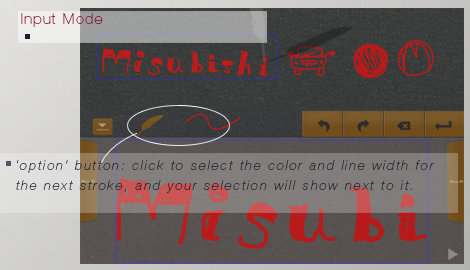 Input Mode
Misubishi
'option' button: click to select the color and line width for
the next stroke, and your selection will show next to it.
Misubi